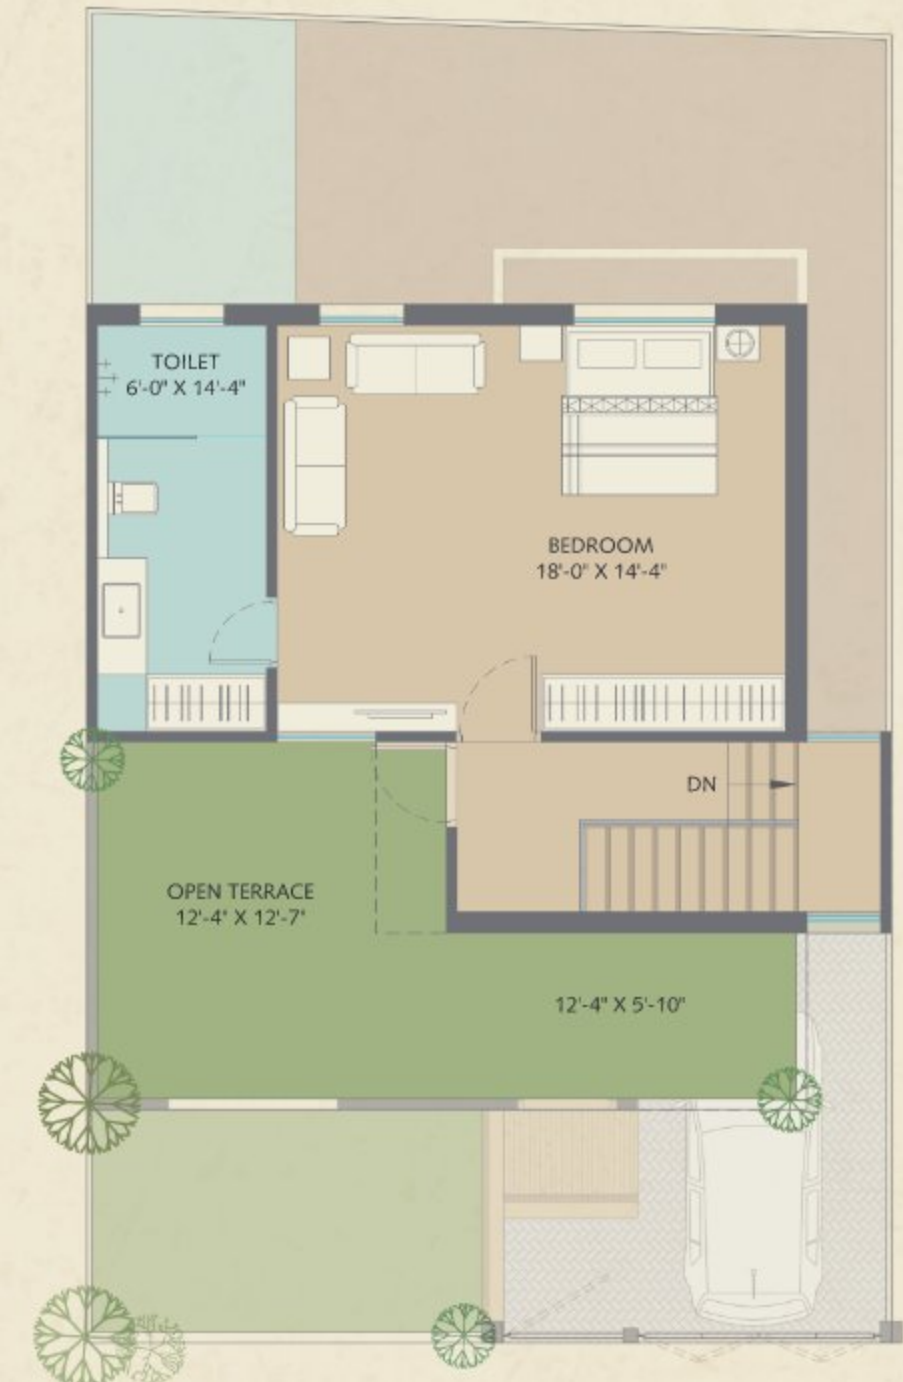 TOILET
6'-0" X 14'-4"
BEDROOM
18'-0" X 14'-4"
DN
OPEN TERRACE
12'-4" X 12'-7"
12'-4" X 5'-10"